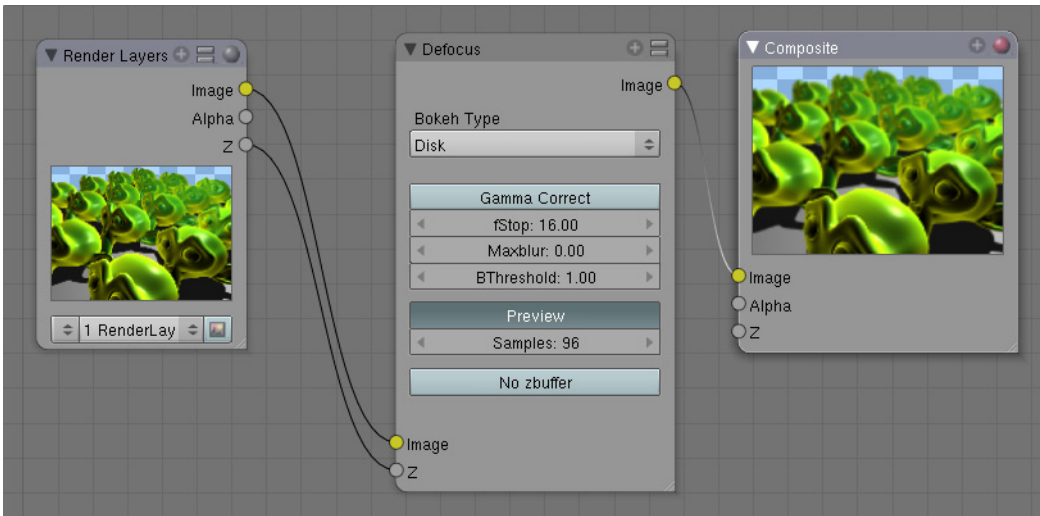 Render Layers
Image
Alpha
Z
1 RenderLay
Defocus
Image
Bokeh Type
Disk
Gamma Correct
fStop: 16.00
Maxblur: 0.00
BThreshold: 1.00
Preview
Samples: 96
No zbuffer
Image
Z
Composite
Image
Alpha
Z